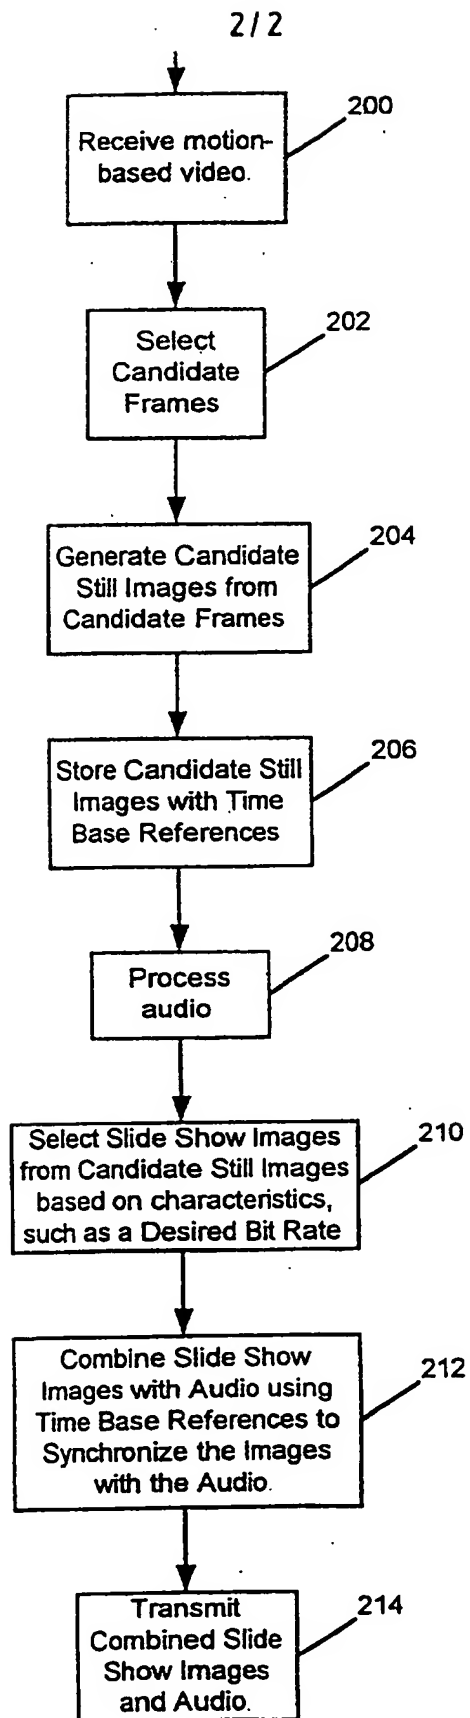 2/2
200
Receive motion-
based video.
202
Select
Candidate
Frames
204
Generate Candidate
Still Images from
Candidate Frames
206
Store Candidate Still
Images with Time
Base References
208
Process
audio
210
Select Slide Show Images
from Candidate Still Images
based on characteristics,
such as a Desired Bit Rate
212
Combine Slide Show
Images with Audio using
Time Base References to
Synchronize the Images
with the Audio.
214
Transmit
Combined Slide
Show Images
and Audio.